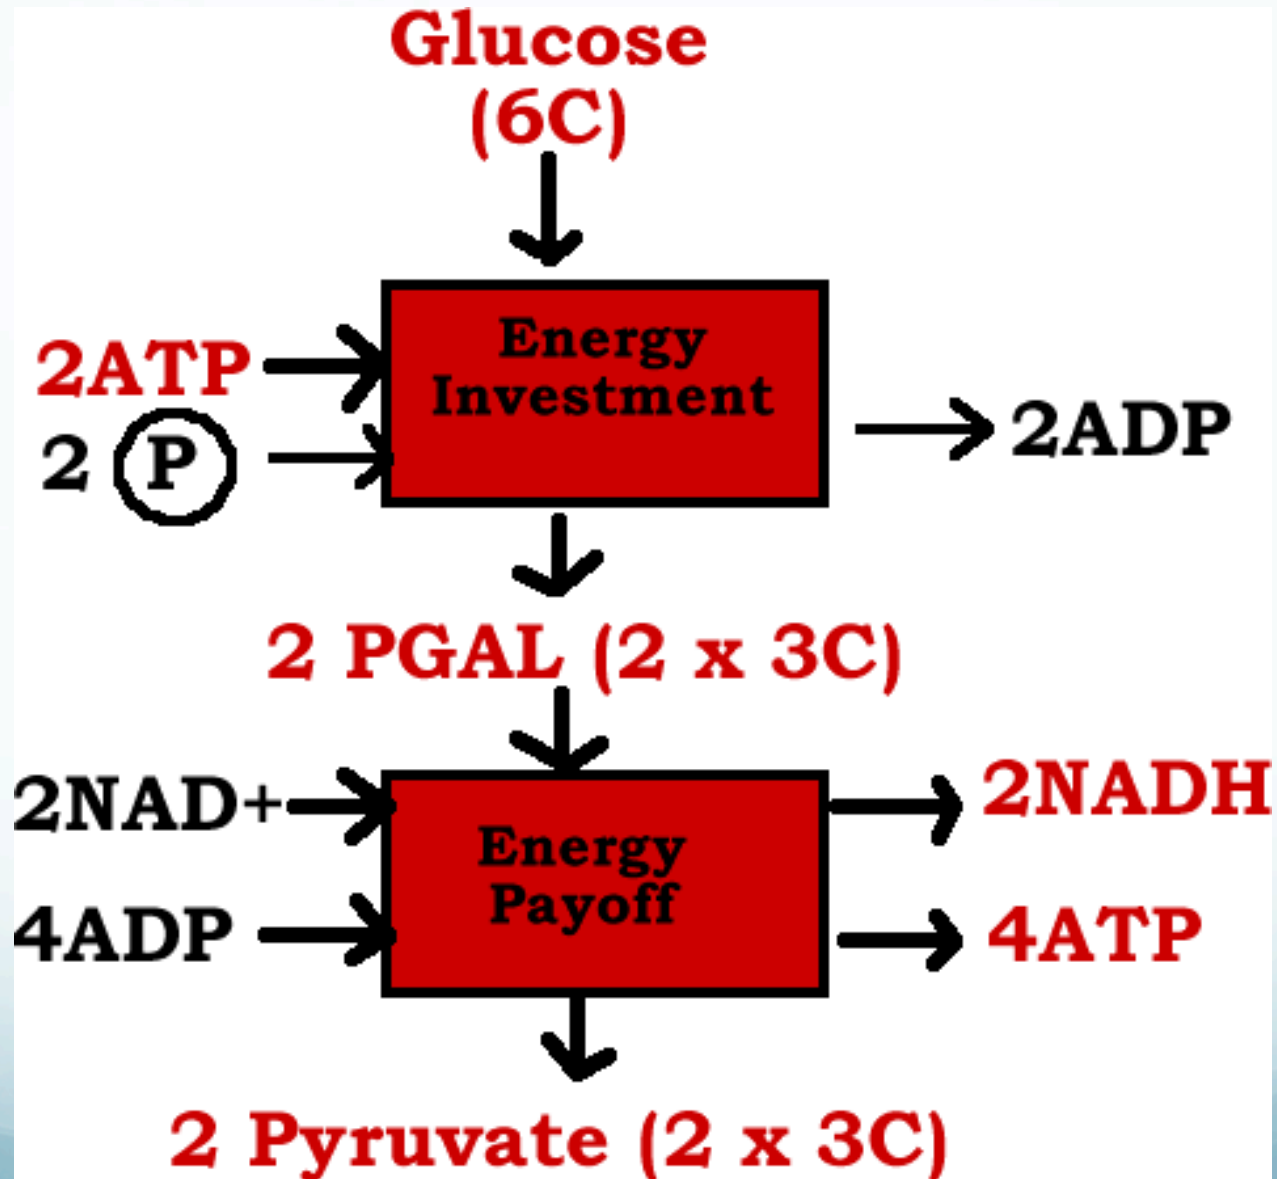 Glucose
(6C)
Energy
Investment
2ATP
2 P
2ADP
2 PGAL (2 x 3C)
2NAD+
4ADP
Energy
Payoff
2NADH
4ATP
2 Pyruvate (2 x 3C)